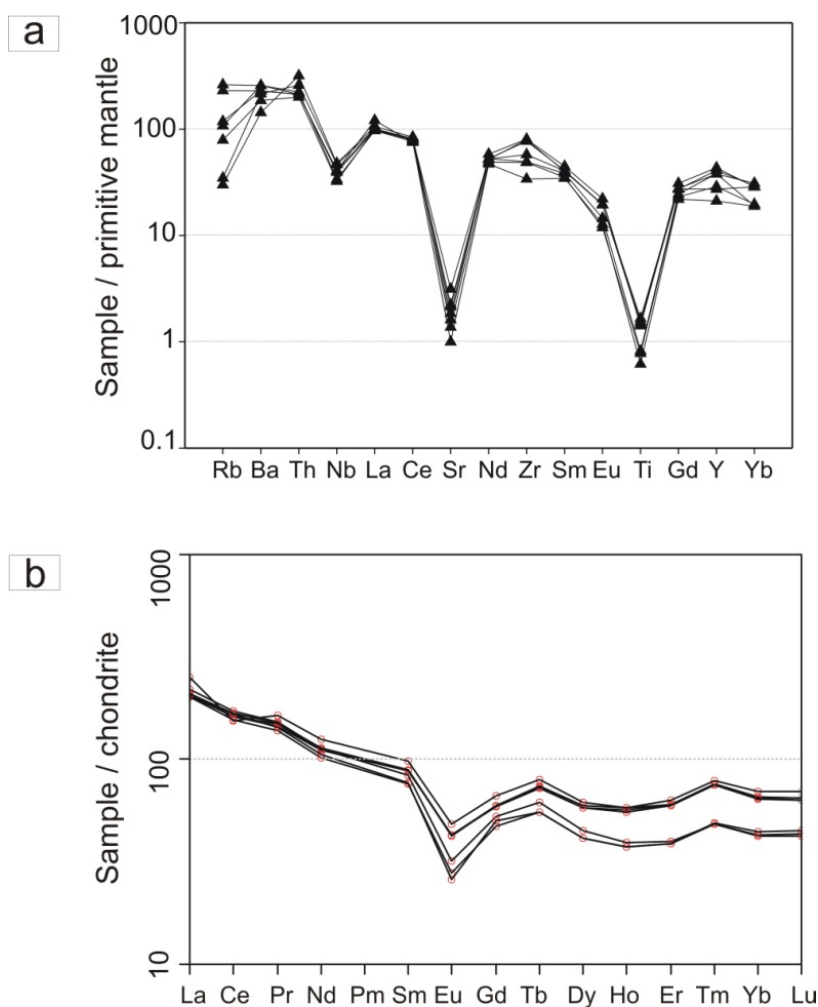 a
1000
100
10
1
0.1
Sample / primitive mantle
Rb Ba Th Nb La Ce Sr Nd Zr Sm Eu Ti Gd Y Yb
b
1000
100
10
Sample / chondrite
La Ce Pr Nd Pm Sm Eu Gd Tb Dy Ho Er Tm Yb Lu